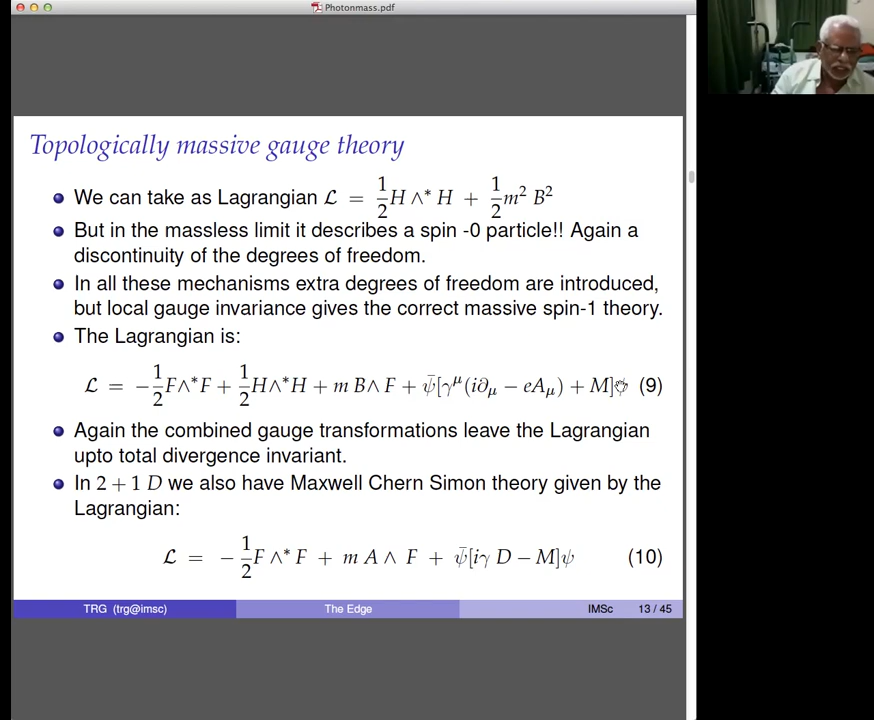 Photonmass.pdf
Topologically massive gauge theory
We can take as Lagrangian ℒ = 1/2 H ∧* H + 1/2 m² B²
But in the massless limit it describes a spin -0 particle!! Again a
discontinuity of the degrees of freedom.
In all these mechanisms extra degrees of freedom are introduced,
but local gauge invariance gives the correct massive spin-1 theory.
The Lagrangian is:
ℒ = −1/2 F∧*F + 1/2 H∧*H + m B∧ F + ψ̄[γ^μ(i∂_μ − eA_μ) + M]ψ (9)
Again the combined gauge transformations leave the Lagrangian
upto total divergence invariant.
In 2 + 1 D we also have Maxwell Chern Simon theory given by the
Lagrangian:
ℒ = −1/2 F ∧* F + m A ∧ F + ψ̄[iγ D − M]ψ (10)
TRG (trg@imsc) The Edge IMSc 13 / 45